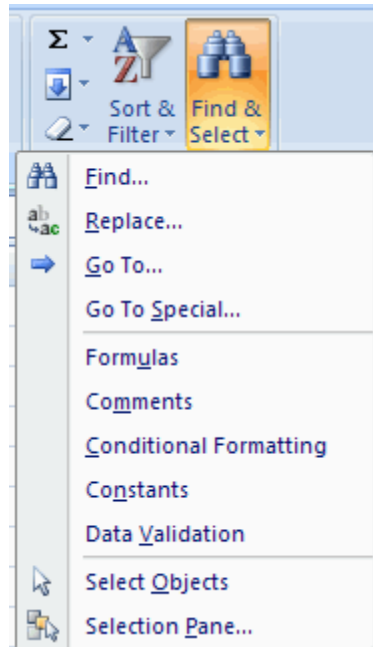 Σ
Sort & Find &
Filter Select
Find...
Replace...
Go To...
Go To Special...
Formulas
Comments
Conditional Formatting
Constants
Data Validation
Select Objects
Selection Pane...